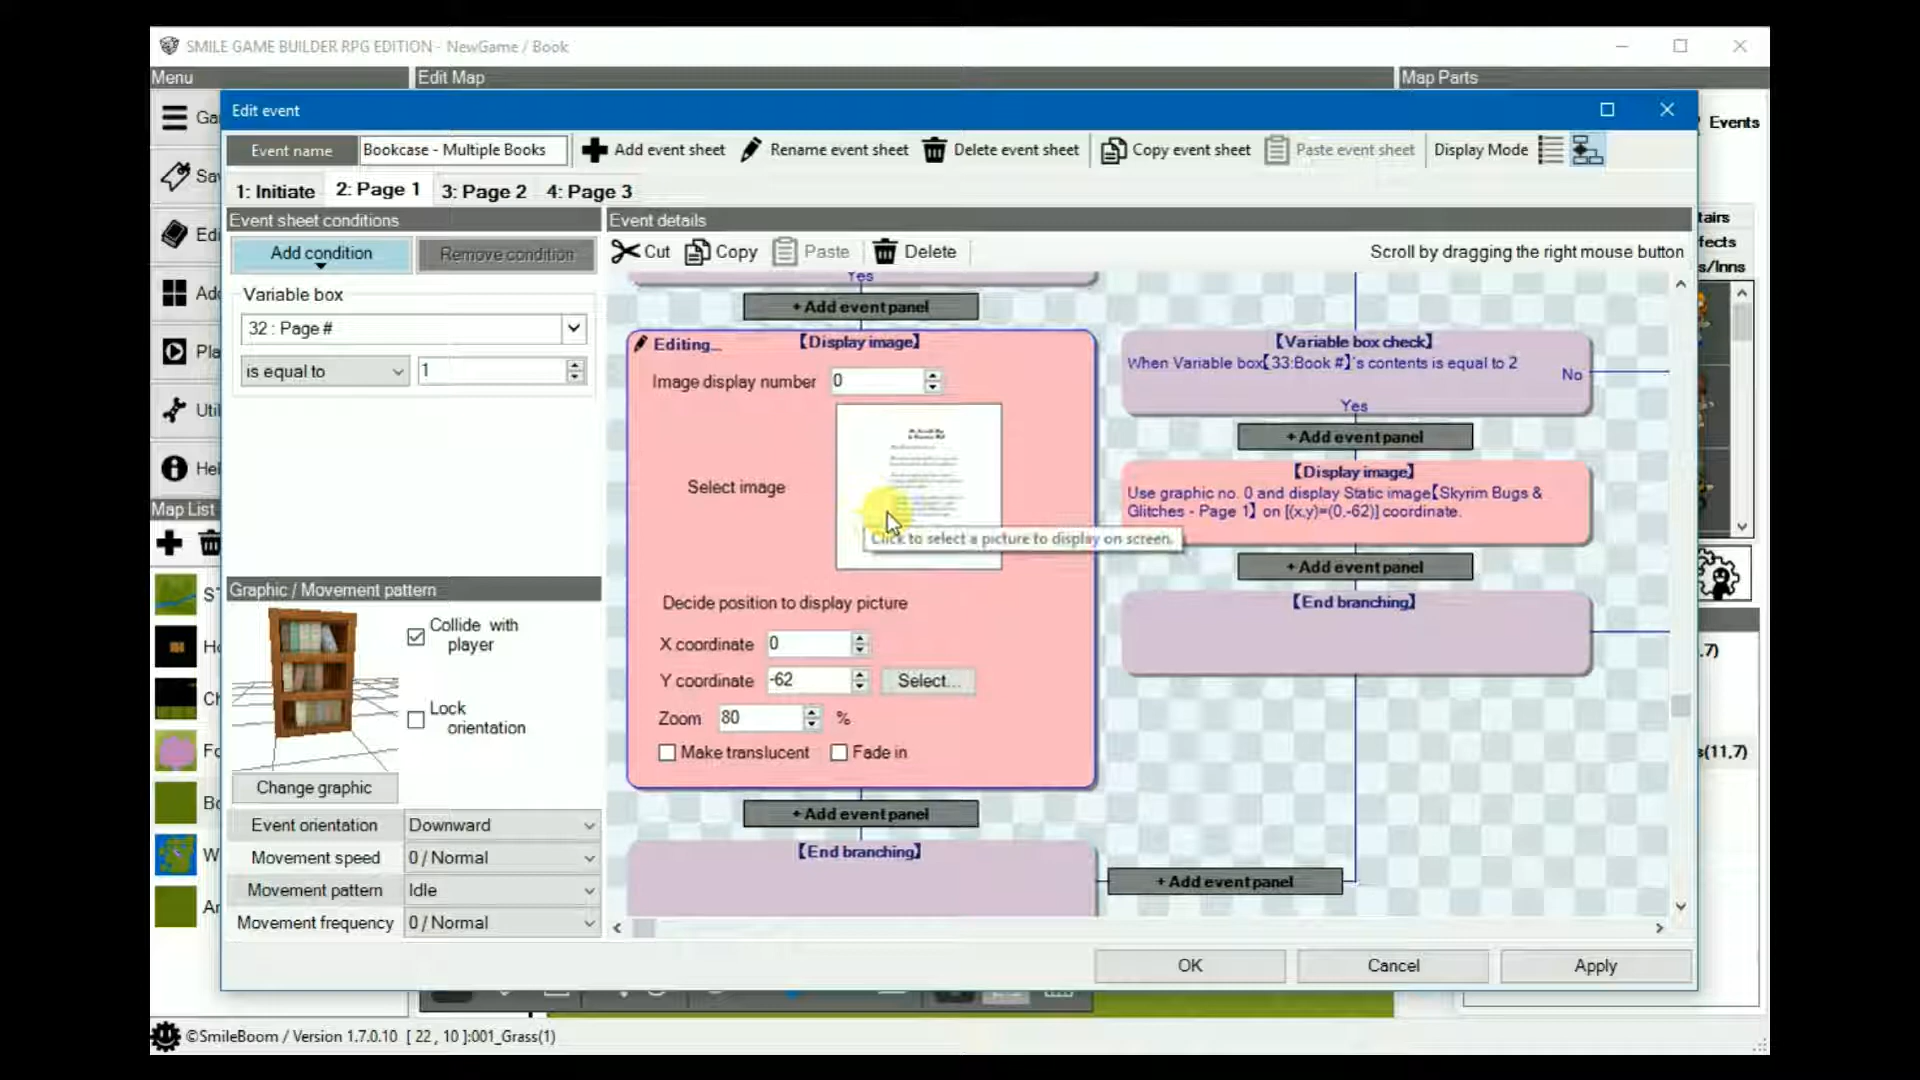 SMILE GAME BUILDER RPG EDITION - NewGame / Book
Menu
Edit Map
Map Parts
Edit event
Events
Event name
Bookcase - Multiple Books
Add event sheet
Rename event sheet
Delete event sheet
Copy event sheet
Paste event sheet
Display Mode
1: Initiate
2: Page 1
3: Page 2
4: Page 3
Event sheet conditions
Event details
Add condition
Remove condition
Cut
Copy
Paste
Delete
Scroll by dragging the right mouse button
Variable box
32 : Page #
is equal to
1
Yes
+ Add event panel
Editing...
【Display image】
Image display number
0
Select image
Click to select a picture to display on screen.
Decide position to display picture
X coordinate
0
Y coordinate
-62
Select...
Zoom
80
%
Make translucent
Fade in
+ Add event panel
【End branching】
【Variable box check】
When Variable box【33:Book #】's contents is equal to 2
No
Yes
+ Add event panel
【Display image】
Use graphic no. 0 and display Static image【Skyrim Bugs &
Glitches - Page 1】 on [(x,y)=(0,-62)] coordinate.
+ Add event panel
【End branching】
+ Add event panel
Graphic / Movement pattern
Collide with
player
Lock
orientation
Change graphic
Event orientation
Downward
Movement speed
0 / Normal
Movement pattern
Idle
Movement frequency
0 / Normal
OK
Cancel
Apply
Map List
©SmileBoom / Version 1.7.0.10 [ 22 , 10 ]:001_Grass(1)